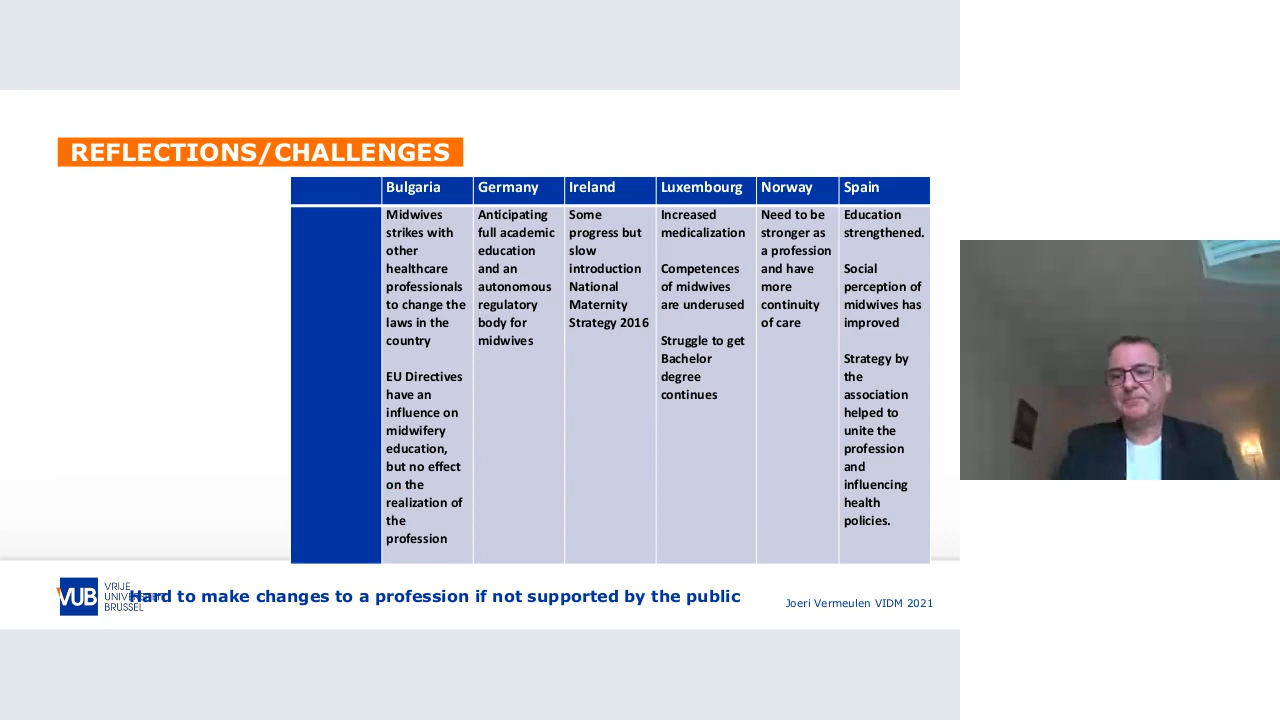 REFLECTIONS/CHALLENGES
Bulgaria
Germany
Ireland
Luxembourg
Norway
Spain
Midwives
strikes with
other
healthcare
professionals
to change the
laws in the
country
EU Directives
have an
influence on
midwifery
education,
but no effect
on the
realization of
the
profession
Anticipating
full academic
education
and an
autonomous
regulatory
body for
midwives
Some
progress but
slow
introduction
National
Maternity
Strategy 2016
Increased
medicalization
Competences
of midwives
are underused
Struggle to get
Bachelor
degree
continues
Need to be
stronger as
a profession
and have
more
continuity
of care
Education
strengthened.
Social
perception of
midwives has
improved
Strategy by
the
association
helped to
unite the
profession
and
influencing
health
policies.
VUB
VRIJE
UNIVERSITEIT
BRUSSEL
Hard to make changes to a profession if not supported by the public
Joeri Vermeulen VIDM 2021